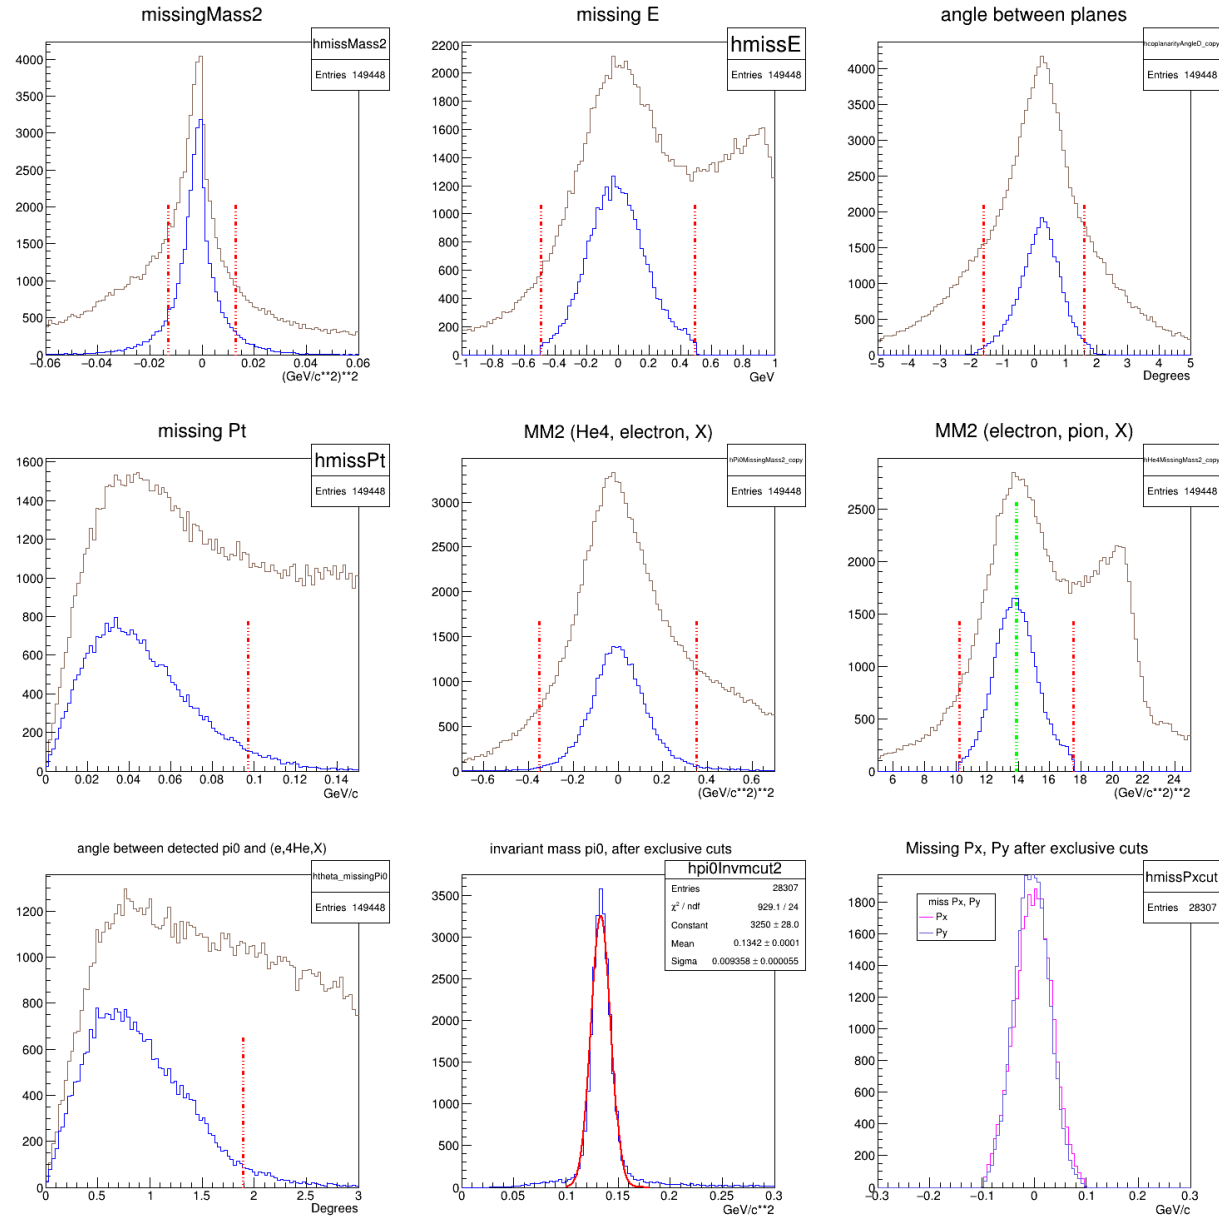 missingMass2
hmissMass2
Entries 149448
4000
3500
3000
2500
2000
1500
1000
500
0
−0.06 −0.04 −0.02 0 0.02 0.04 0.06
(GeV/c**2)**2
missing E
hmissE
Entries 149448
2200
2000
1800
1600
1400
1200
1000
800
600
400
200
0
−1 −0.8 −0.6 −0.4 −0.2 0 0.2 0.4 0.6 0.8 1
GeV
angle between planes
hcoplanarityAngleD_copy
Entries 149448
4000
3500
3000
2500
2000
1500
1000
500
0
−5 −4 −3 −2 −1 0 1 2 3 4 5
Degrees
missing Pt
hmissPt
Entries 149448
1600
1400
1200
1000
800
600
400
200
0
0 0.02 0.04 0.06 0.08 0.1 0.12 0.14
GeV/c
MM2 (He4, electron, X)
hPi0MissingMass2_copy
Entries 149448
3000
2500
2000
1500
1000
500
0
−0.6 −0.4 −0.2 0 0.2 0.4 0.6
(GeV/c**2)**2
MM2 (electron, pion, X)
hHe4MissingMass2_copy
Entries 149448
2500
2000
1500
1000
500
0
6 8 10 12 14 16 18 20 22 24
(GeV/c**2)**2
angle between detected pi0 and (e,4He,X)
htheta_missingPi0
Entries 149448
1200
1000
800
600
400
200
0
0 0.5 1 1.5 2 2.5 3
Degrees
invariant mass pi0, after exclusive cuts
hpi0Invmcut2
Entries 28307
χ² / ndf 929.1 / 24
Constant 3250 ± 28.0
Mean 0.1342 ± 0.0001
Sigma 0.009358 ± 0.000055
3500
3000
2500
2000
1500
1000
500
0
0 0.05 0.1 0.15 0.2 0.25 0.3
GeV/c**2
Missing Px, Py after exclusive cuts
hmissPxcut
Entries 28307
miss Px, Py
Px
Py
1800
1600
1400
1200
1000
800
600
400
200
0
−0.3 −0.2 −0.1 0 0.1 0.2 0.3
GeV/c